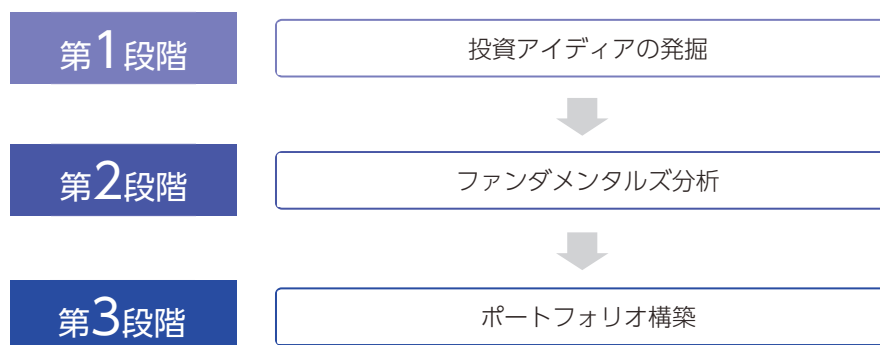 第1段階
投資アイディアの発掘
第2段階
ファンダメンタルズ分析
第3段階
ポートフォリオ構築